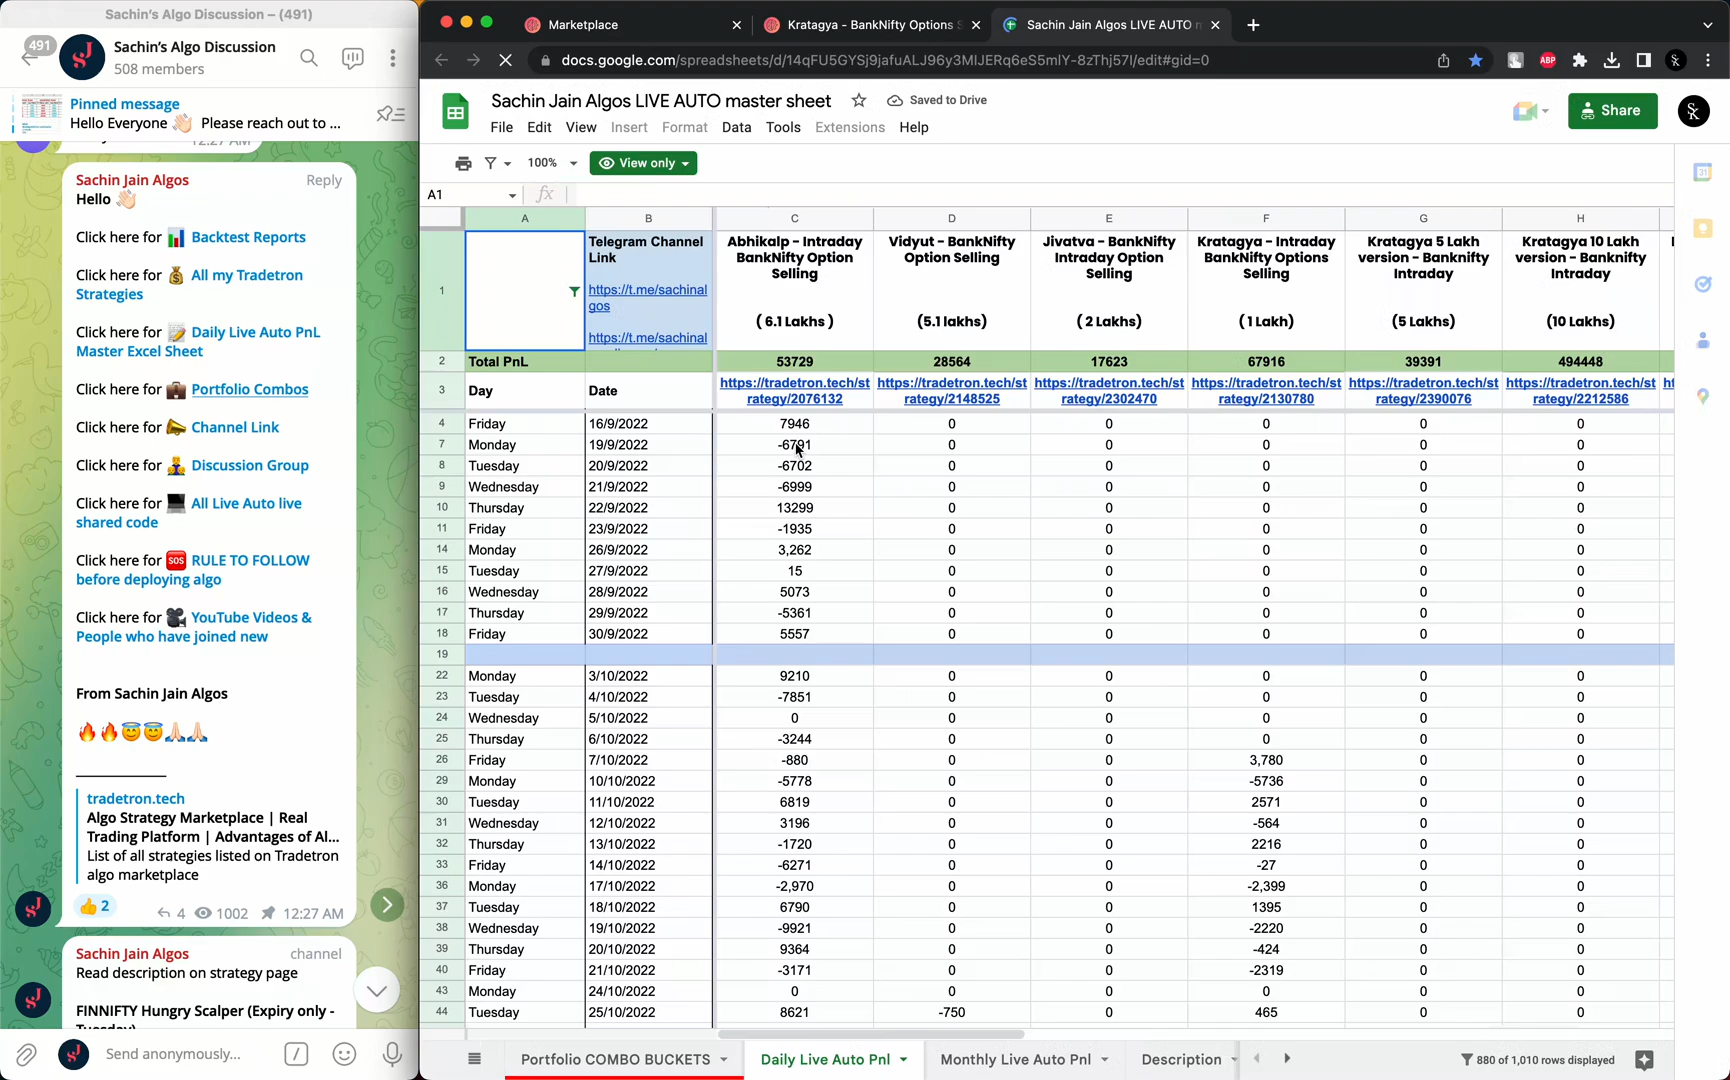 Sachin's Algo Discussion – (491)
491
Sachin's Algo Discussion
508 members
Pinned message
Hello Everyone 👋🏻 Please reach out to ...
12:27 AM
Sachin Jain Algos
Reply
Hello 👋🏻
Click here for 📊 Backtest Reports
Click here for 💰 All my Tradetron
Strategies
Click here for 📝 Daily Live Auto PnL
Master Excel Sheet
Click here for 💼 Portfolio Combos
Click here for 📣 Channel Link
Click here for Discussion Group
Click here for 💻 All Live Auto live
shared code
Click here for 🆘 RULE TO FOLLOW
before deploying algo
Click here for 🎥 YouTube Videos &
People who have joined new
From Sachin Jain Algos
🔥🔥😇😇🙏🏻🙏🏻
tradetron.tech
Algo Strategy Marketplace | Real
Trading Platform | Advantages of Al...
List of all strategies listed on Tradetron
algo marketplace
👍 2
4 1002 12:27 AM
Sachin Jain Algos
channel
Read description on strategy page
FINNIFTY Hungry Scalper (Expiry only -
Tuesday)
Send anonymously...
Marketplace
Kratagya - BankNifty Options S
Sachin Jain Algos LIVE AUTO m
docs.google.com/spreadsheets/d/14qFU5GYSj9jafuALJ96y3MIJERq6eS5mlY-8zThj57I/edit#gid=0
ABP
Sachin Jain Algos LIVE AUTO master sheet
Saved to Drive
File Edit View Insert Format Data Tools Extensions Help
Share
100%
View only
A1
fx
A B C D E F G H
1
Telegram Channel
Link
https://t.me/sachinal
gos
https://t.me/sachinal
Abhikalp - Intraday
BankNifty Option
Selling
( 6.1 Lakhs )
Vidyut - BankNifty
Option Selling
(5.1 lakhs)
Jivatva - BankNifty
Intraday Option
Selling
( 2 Lakhs)
Kratagya - Intraday
BankNifty Options
Selling
( 1 Lakh)
Kratagya 5 Lakh
version - Banknifty
Intraday
(5 Lakhs)
Kratagya 10 Lakh
version - Banknifty
Intraday
(10 Lakhs)
2 Total PnL 53729 28564 17623 67916 39391 494448
3 Day Date
https://tradetron.tech/st
rategy/2076132
https://tradetron.tech/st
rategy/2148525
https://tradetron.tech/st
rategy/2302470
https://tradetron.tech/st
rategy/2130780
https://tradetron.tech/st
rategy/2390076
https://tradetron.tech/st
rategy/2212586
ht
4 Friday 16/9/2022 7946 0 0 0 0 0
7 Monday 19/9/2022 -6791 0 0 0 0 0
8 Tuesday 20/9/2022 -6702 0 0 0 0 0
9 Wednesday 21/9/2022 -6999 0 0 0 0 0
10 Thursday 22/9/2022 13299 0 0 0 0 0
11 Friday 23/9/2022 -1935 0 0 0 0 0
14 Monday 26/9/2022 3,262 0 0 0 0 0
15 Tuesday 27/9/2022 15 0 0 0 0 0
16 Wednesday 28/9/2022 5073 0 0 0 0 0
17 Thursday 29/9/2022 -5361 0 0 0 0 0
18 Friday 30/9/2022 5557 0 0 0 0 0
19
22 Monday 3/10/2022 9210 0 0 0 0 0
23 Tuesday 4/10/2022 -7851 0 0 0 0 0
24 Wednesday 5/10/2022 0 0 0 0 0 0
25 Thursday 6/10/2022 -3244 0 0 0 0 0
26 Friday 7/10/2022 -880 0 0 3,780 0 0
29 Monday 10/10/2022 -5778 0 0 -5736 0 0
30 Tuesday 11/10/2022 6819 0 0 2571 0 0
31 Wednesday 12/10/2022 3196 0 0 -564 0 0
32 Thursday 13/10/2022 -1720 0 0 2216 0 0
33 Friday 14/10/2022 -6271 0 0 -27 0 0
36 Monday 17/10/2022 -2,970 0 0 -2,399 0 0
37 Tuesday 18/10/2022 6790 0 0 1395 0 0
38 Wednesday 19/10/2022 -9921 0 0 -2220 0 0
39 Thursday 20/10/2022 9364 0 0 -424 0 0
40 Friday 21/10/2022 -3171 0 0 -2319 0 0
43 Monday 24/10/2022 0 0 0 0 0 0
44 Tuesday 25/10/2022 8621 -750 0 465 0 0
Portfolio COMBO BUCKETS
Daily Live Auto Pnl
Monthly Live Auto Pnl
Description
880 of 1,010 rows displayed